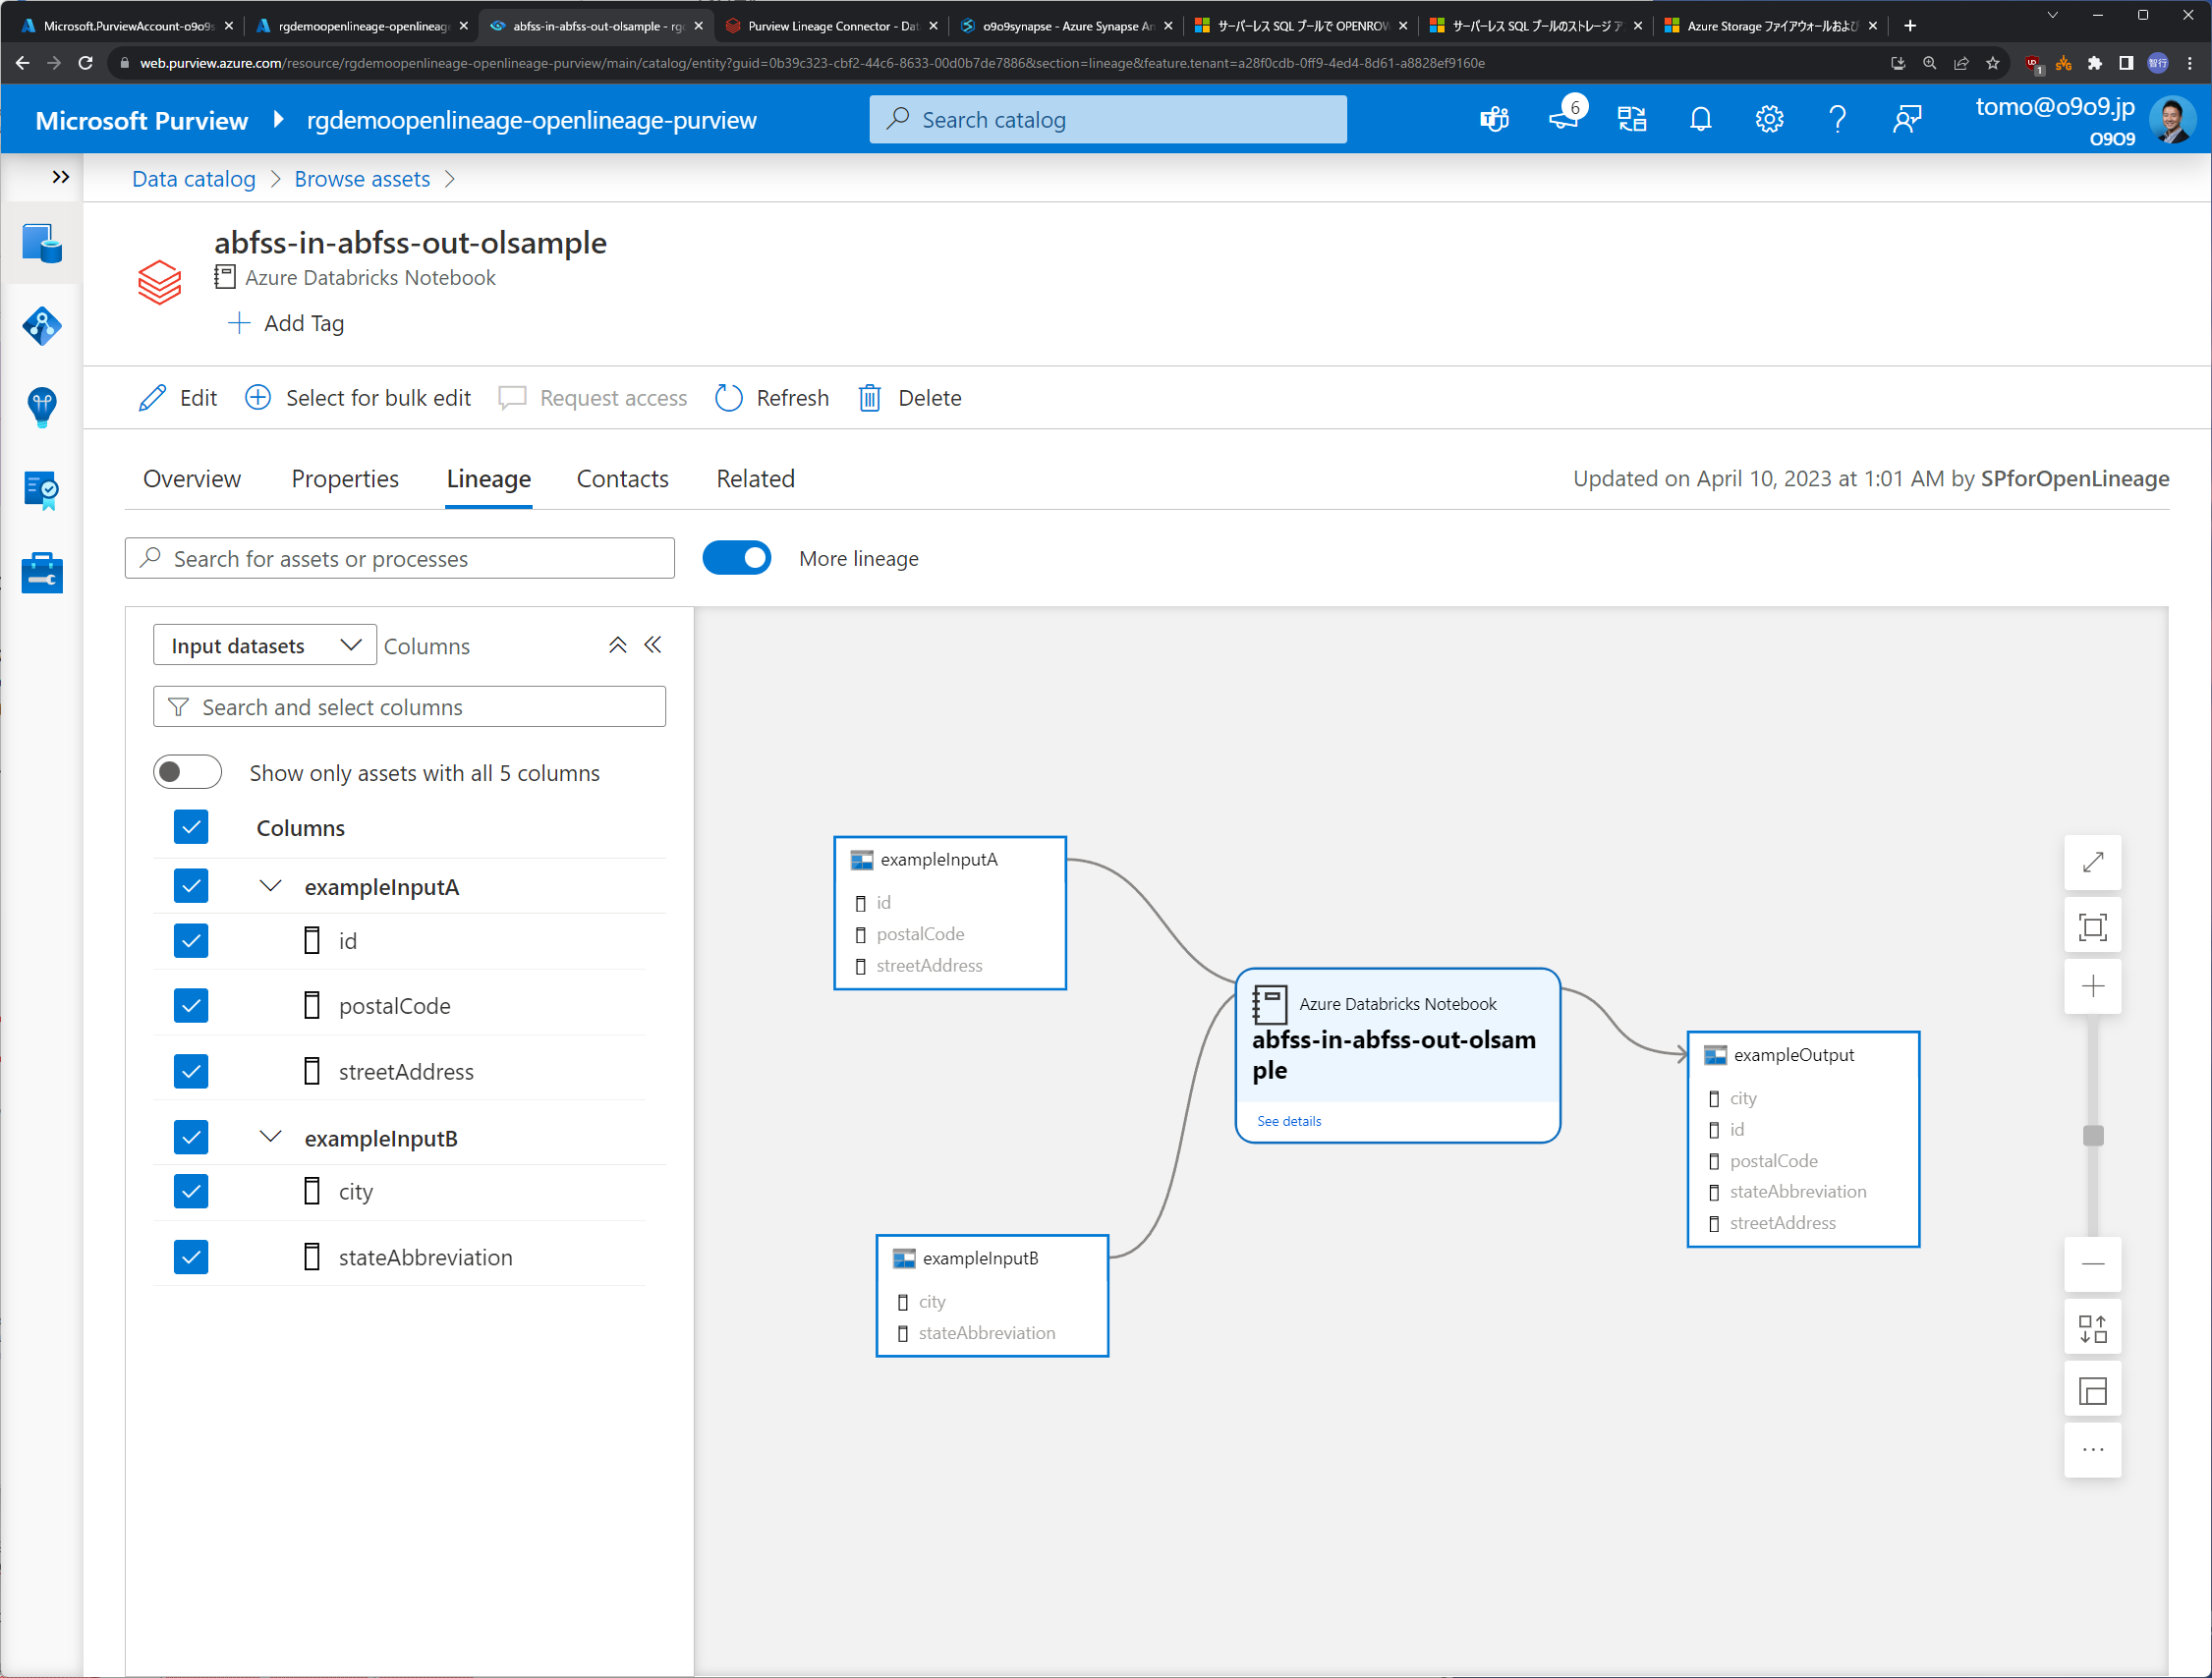 Microsoft.PurviewAccount-o9o9s
rgdemoopenlineage-openlineage
abfss-in-abfss-out-olsample - rg
Purview Lineage Connector - Dat
o9o9synapse - Azure Synapse An
サーバーレス SQL プールで OPENROW
サーバーレス SQL プールのストレージ ア
Azure Storage ファイアウォールおよび
web.purview.azure.com/resource/rgdemoopenlineage-openlineage-purview/main/catalog/entity?guid=0b39c323-cbf2-44c6-8633-00d0b7de7886&section=lineage&feature.tenant=a28f0cdb-0ff9-4ed4-8d61-a8828ef9160e
1
智行
Microsoft Purview
rgdemoopenlineage-openlineage-purview
Search catalog
6
tomo@o9o9.jp
O9O9
Data catalog
Browse assets
abfss-in-abfss-out-olsample
Azure Databricks Notebook
Add Tag
Edit
Select for bulk edit
Request access
Refresh
Delete
Overview
Properties
Lineage
Contacts
Related
Updated on April 10, 2023 at 1:01 AM by SPforOpenLineage
Search for assets or processes
More lineage
Input datasets
Columns
Search and select columns
Show only assets with all 5 columns
Columns
exampleInputA
id
postalCode
streetAddress
exampleInputB
city
stateAbbreviation
exampleInputA
id
postalCode
streetAddress
exampleInputB
city
stateAbbreviation
Azure Databricks Notebook
abfss-in-abfss-out-olsam
ple
See details
exampleOutput
city
id
postalCode
stateAbbreviation
streetAddress